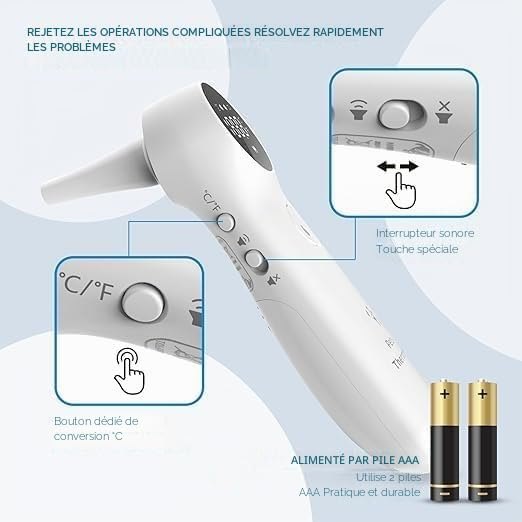 REJETEZ LES OPÉRATIONS COMPLIQUÉES RÉSOLVEZ RAPIDEMENT
LES PROBLÈMES
°C/°F
Interrupteur sonore
Touche spéciale
°C/°F
Bouton dédié de
conversion °C
ALIMENTÉ PAR PILE AAA
Utilise 2 piles
AAA Pratique et durable